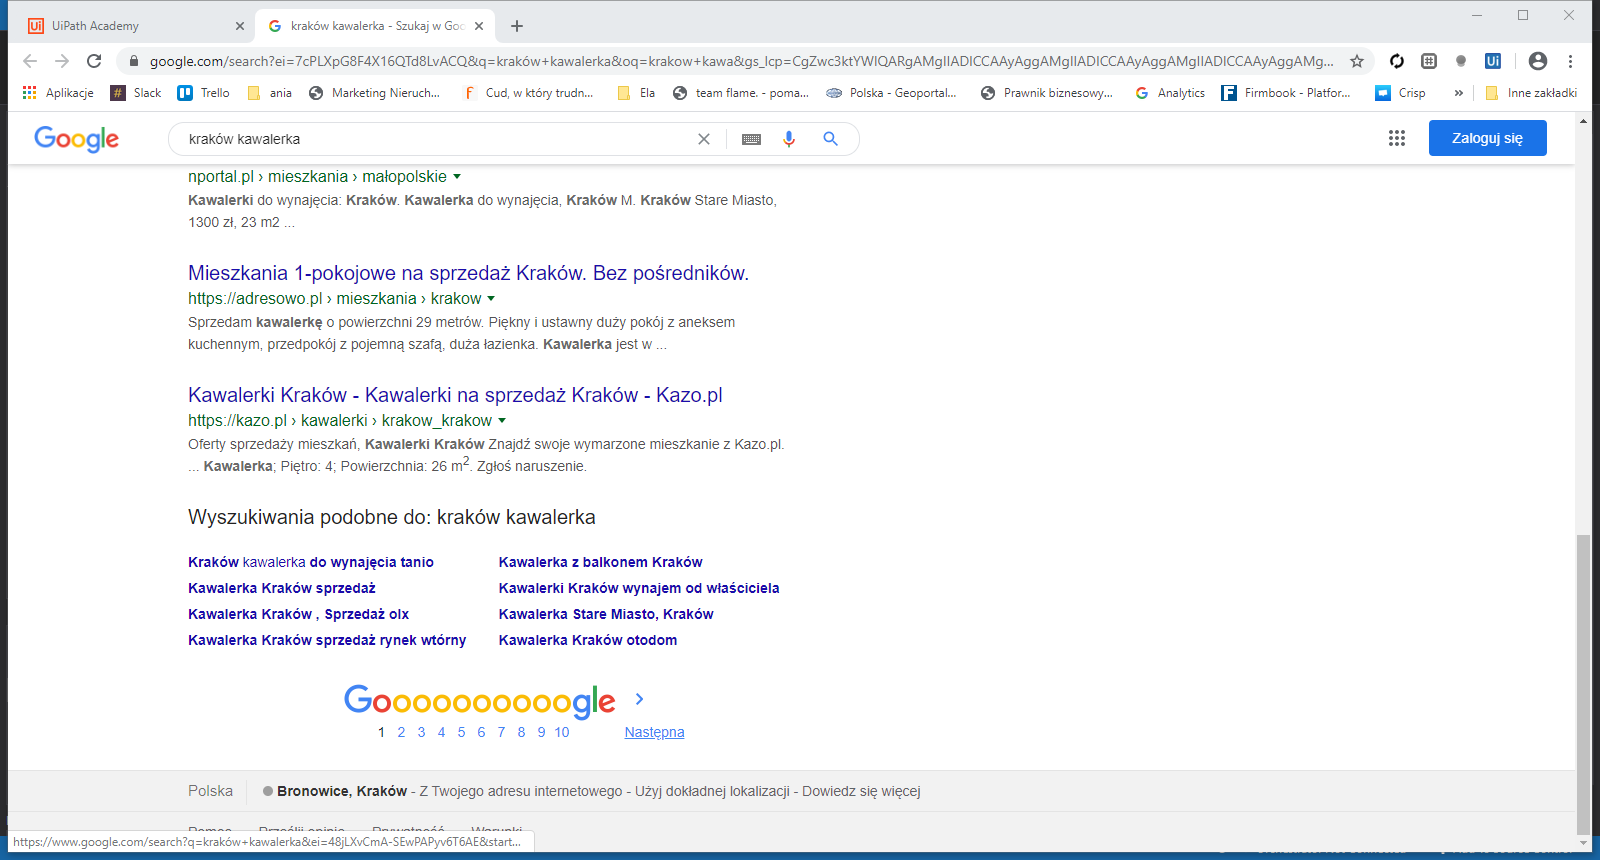 UiPath Academy
kraków kawalerka - Szukaj w Goo
google.com/search?ei=7cPLXpG8F4X16QTd8LvACQ&q=kraków+kawalerka&oq=krakow+kawa&gs_lcp=CgZwc3ktYWIQARgAMgIIADICCAAyAggAMgIIADICCAAyAggAMgIIADICCAAyAggAMg...
Aplikacje Slack Trello ania Marketing Nieruch... Cud, w który trudn... Ela team flame. - poma... Polska - Geoportal... Prawnik biznesowy... Analytics Firmbook - Platfor... Crisp » Inne zakładki
Google kraków kawalerka Zaloguj się
nportal.pl › mieszkania › małopolskie
Kawalerki do wynajęcia: Kraków. Kawalerka do wynajęcia, Kraków M. Kraków Stare Miasto,
1300 zł, 23 m2 ...
Mieszkania 1-pokojowe na sprzedaż Kraków. Bez pośredników.
https://adresowo.pl › mieszkania › krakow
Sprzedam kawalerkę o powierzchni 29 metrów. Piękny i ustawny duży pokój z aneksem
kuchennym, przedpokój z pojemną szafą, duża łazienka. Kawalerka jest w ...
Kawalerki Kraków - Kawalerki na sprzedaż Kraków - Kazo.pl
https://kazo.pl › kawalerki › krakow_krakow
Oferty sprzedaży mieszkań, Kawalerki Kraków Znajdź swoje wymarzone mieszkanie z Kazo.pl.
... Kawalerka; Piętro: 4; Powierzchnia: 26 m². Zgłoś naruszenie.
Wyszukiwania podobne do: kraków kawalerka
Kraków kawalerka do wynajęcia tanio Kawalerka z balkonem Kraków
Kawalerka Kraków sprzedaż Kawalerki Kraków wynajem od właściciela
Kawalerka Kraków , Sprzedaż olx Kawalerka Stare Miasto, Kraków
Kawalerka Kraków sprzedaż rynek wtórny Kawalerka Kraków otodom
Goooooooooogle
1 2 3 4 5 6 7 8 9 10 Następna
Polska Bronowice, Kraków - Z Twojego adresu internetowego - Użyj dokładnej lokalizacji - Dowiedz się więcej
Pomoc Prześlij opinię Prywatność Warunki
https://www.google.com/search?q=kraków+kawalerka&ei=48jLXvCmA-SEwPAPyv6T6AE&start...